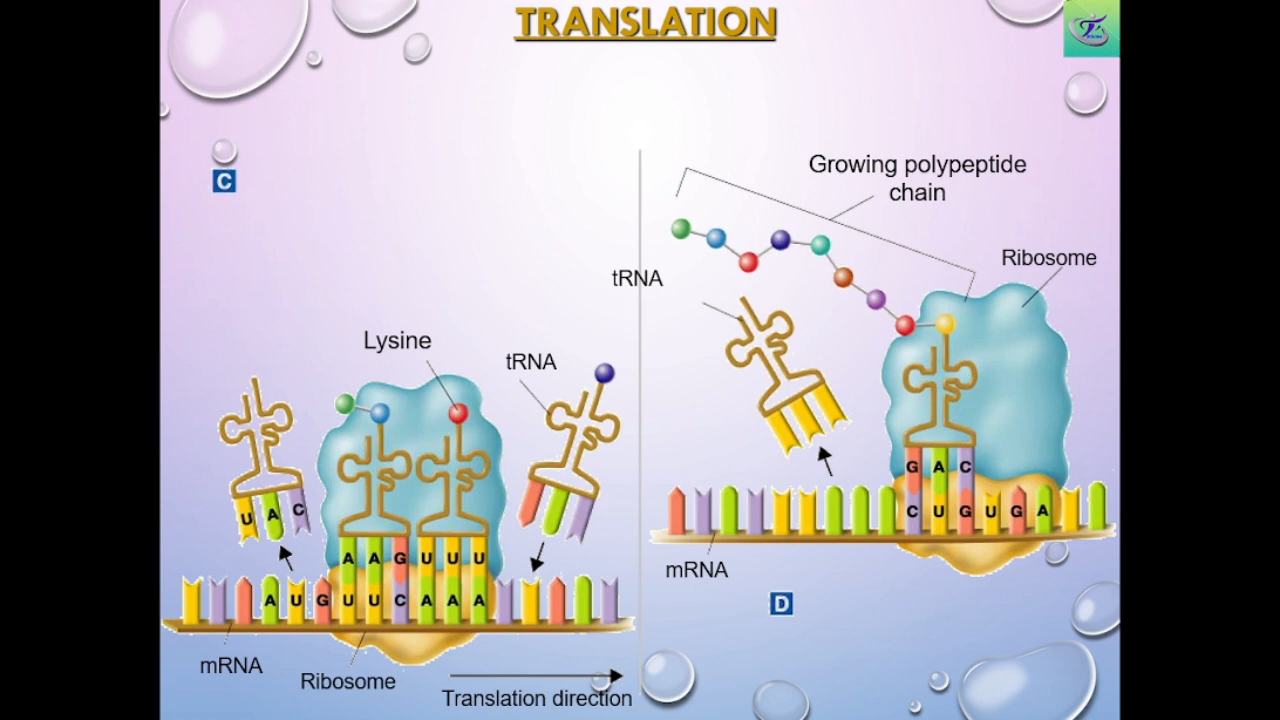 TRANSLATION
C
Lysine
tRNA
U A C
A A G U U U
A U G U U C A A A
mRNA
Ribosome
Translation direction
Growing polypeptide
chain
Ribosome
tRNA
G A C
C U G U G A
mRNA
D